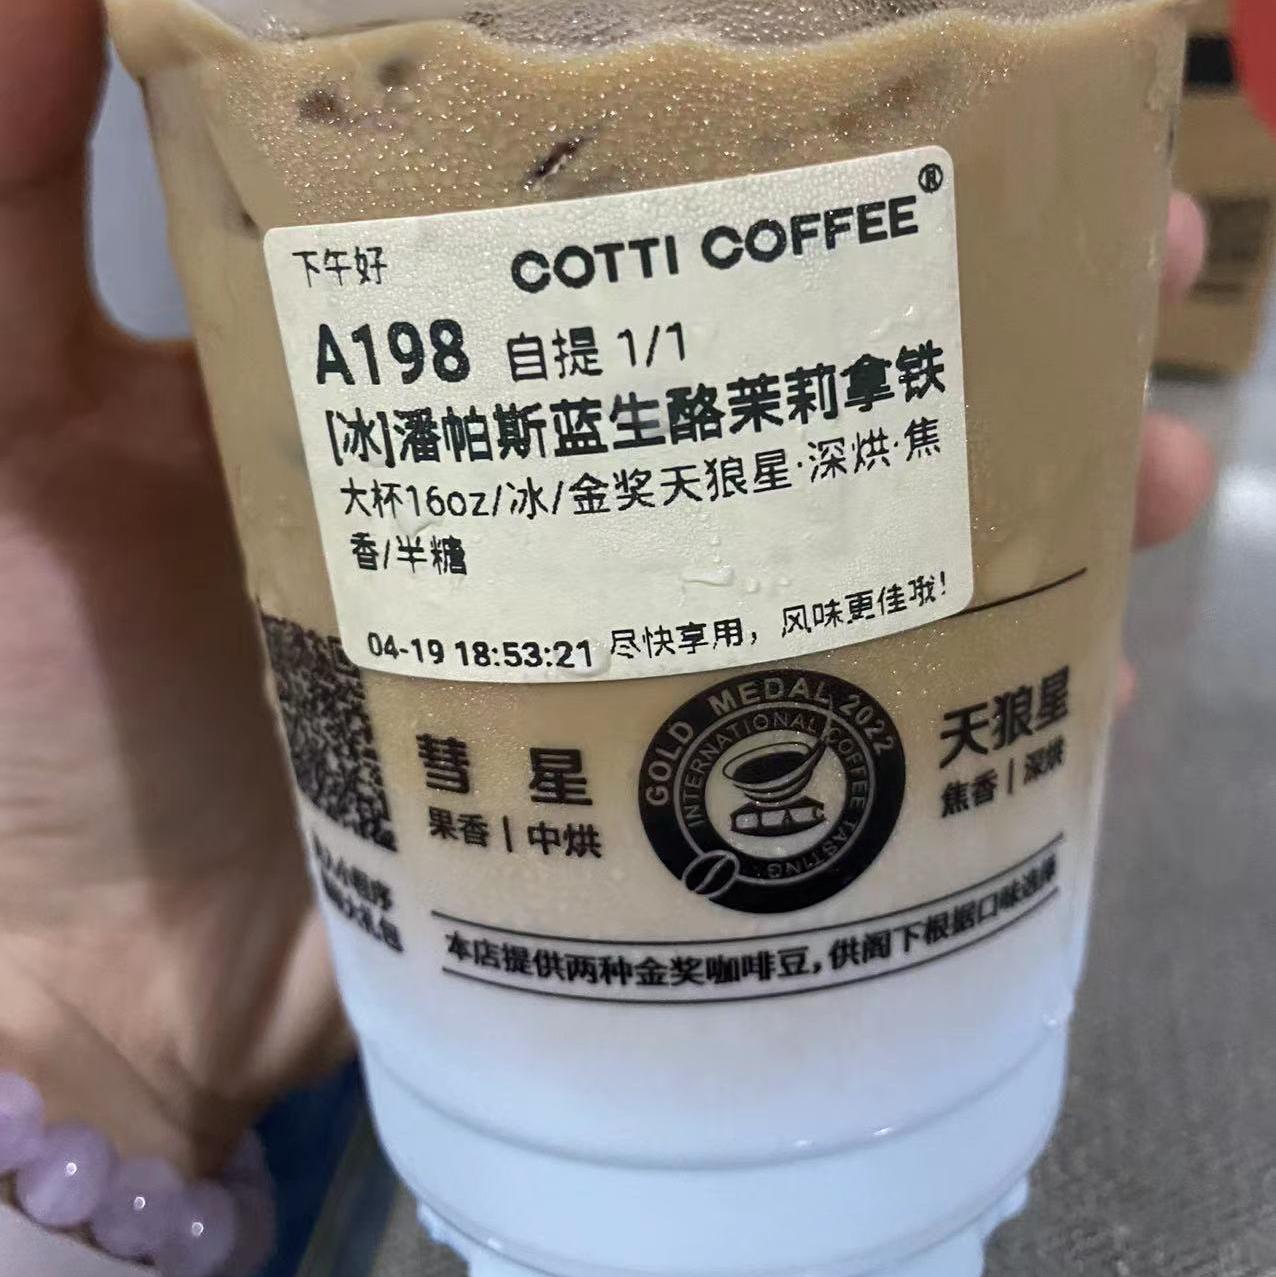 下午好
COTTI COFFEE®
A198 自提 1/1
[冰]潘帕斯蓝生酪茉莉拿铁
大杯16oz/冰/金奖天狼星·深烘·焦
香/半糖
04-19 18:53:21 尽快享用，风味更佳哦！
彗星
果香 | 中烘
GOLD MEDAL 2022
INTERNATIONAL COFFEE TASTING
天狼星
焦香 | 深烘
本店提供两种金奖咖啡豆，供阁下根据口味选择